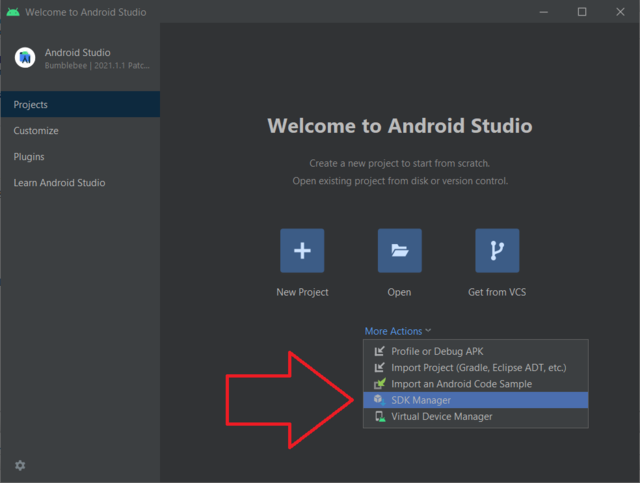 Welcome to Android Studio
Android Studio
Bumblebee | 2021.1.1 Patc...
Projects
Customize
Plugins
Learn Android Studio
Welcome to Android Studio
Create a new project to start from scratch.
Open existing project from disk or version control.
New Project
Open
Get from VCS
More Actions
Profile or Debug APK
Import Project (Gradle, Eclipse ADT, etc.)
Import an Android Code Sample
SDK Manager
Virtual Device Manager